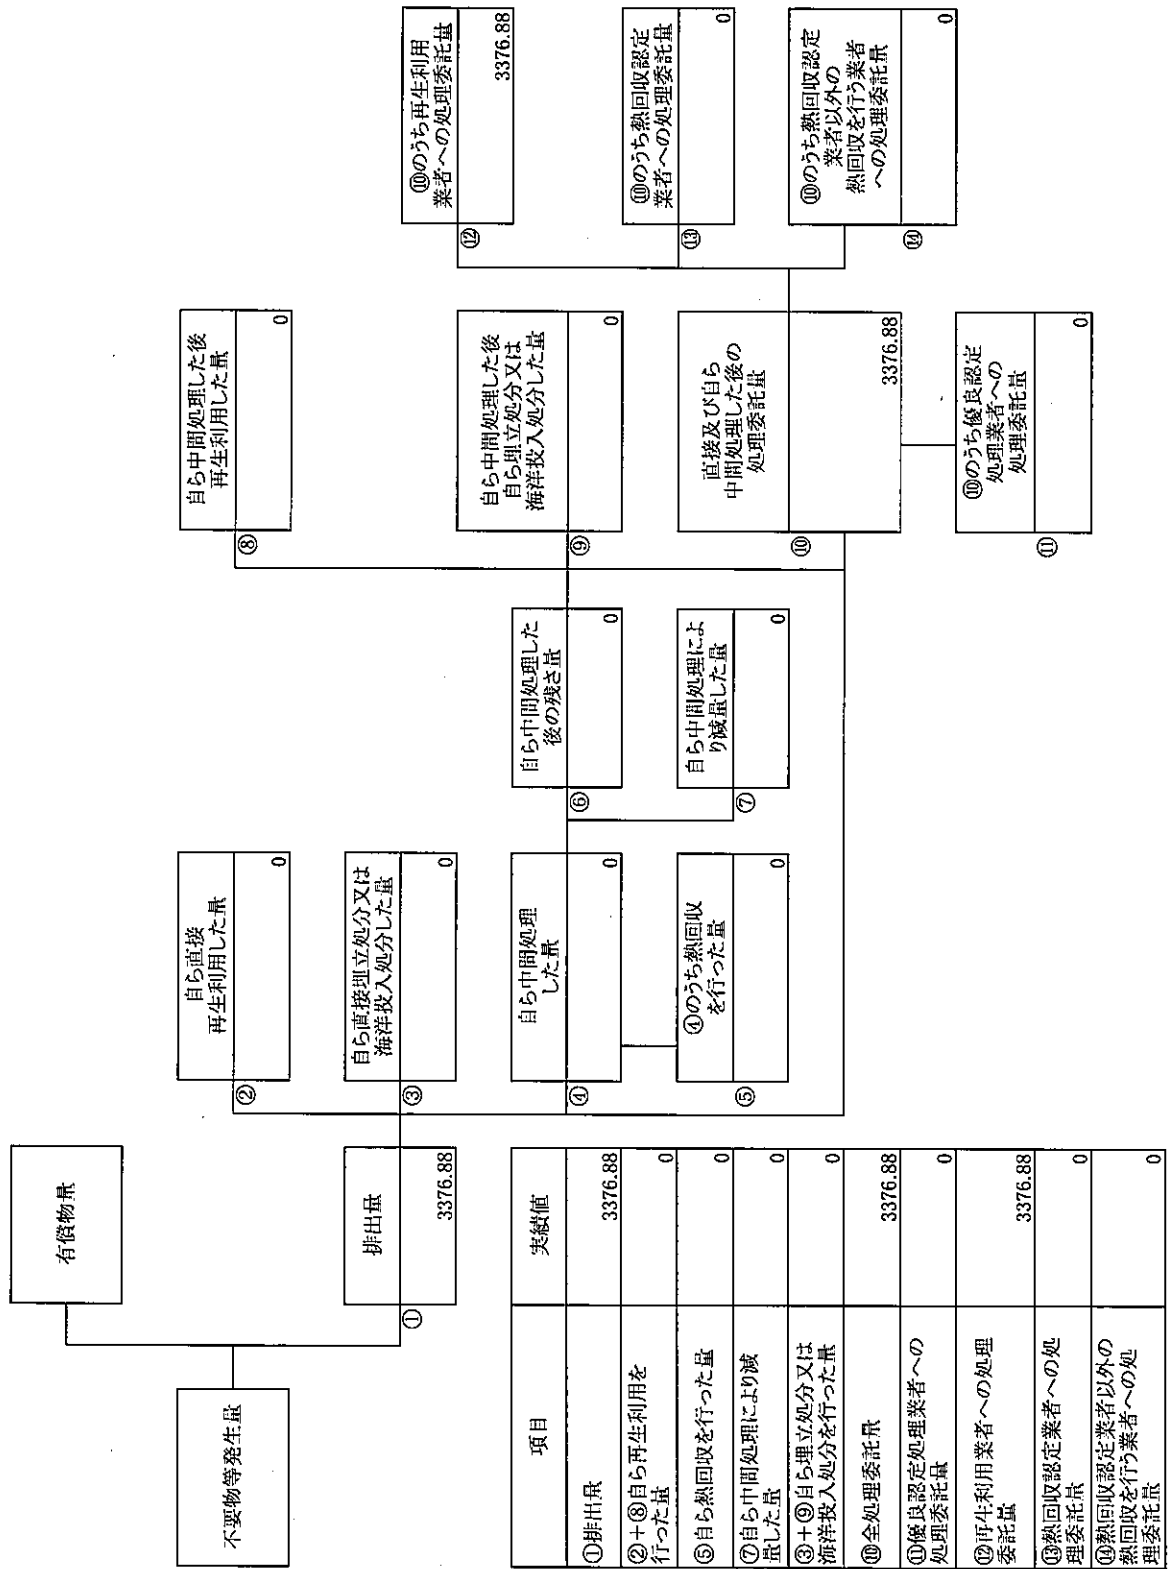 不要物等発生量
有償物量
①
排出量
3376.88
②
自ら直接
再生利用した量
0
③
自ら直接埋立処分又は
海洋投入処分した量
0
④
自ら中間処理
した量
0
⑤
④のうち熱回収
を行った量
0
⑥
自ら中間処理した
後の残さ量
0
⑦
自ら中間処理によ
り減量した量
0
⑧
自ら中間処理した後
再生利用した量
0
⑨
自ら中間処理した後
自ら埋立処分又は
海洋投入処分した量
0
⑩
直接及び自ら
中間処理した後の
処理委託量
3376.88
⑪
⑩のうち優良認定
処理業者への
処理委託量
0
⑫
⑩のうち再生利用
業者への処理委託量
3376.88
⑬
⑩のうち熱回収認定
業者への処理委託量
0
⑭
⑩のうち熱回収認定
業者以外の
熱回収を行う業者
への処理委託量
0
項目 実績値
①排出量 3376.88
②+⑧自ら再生利用を
行った量 0
⑤自ら熱回収を行った量 0
⑦自ら中間処理により減
量した量 0
③+⑨自ら埋立処分又は
海洋投入処分を行った量 0
⑩全処理委託量 3376.88
⑪優良認定処理業者への
処理委託量 0
⑫再生利用業者への処理
委託量 3376.88
⑬熱回収認定業者への処
理委託量 0
⑭熱回収認定業者以外の
熱回収を行う業者への処
理委託量 0